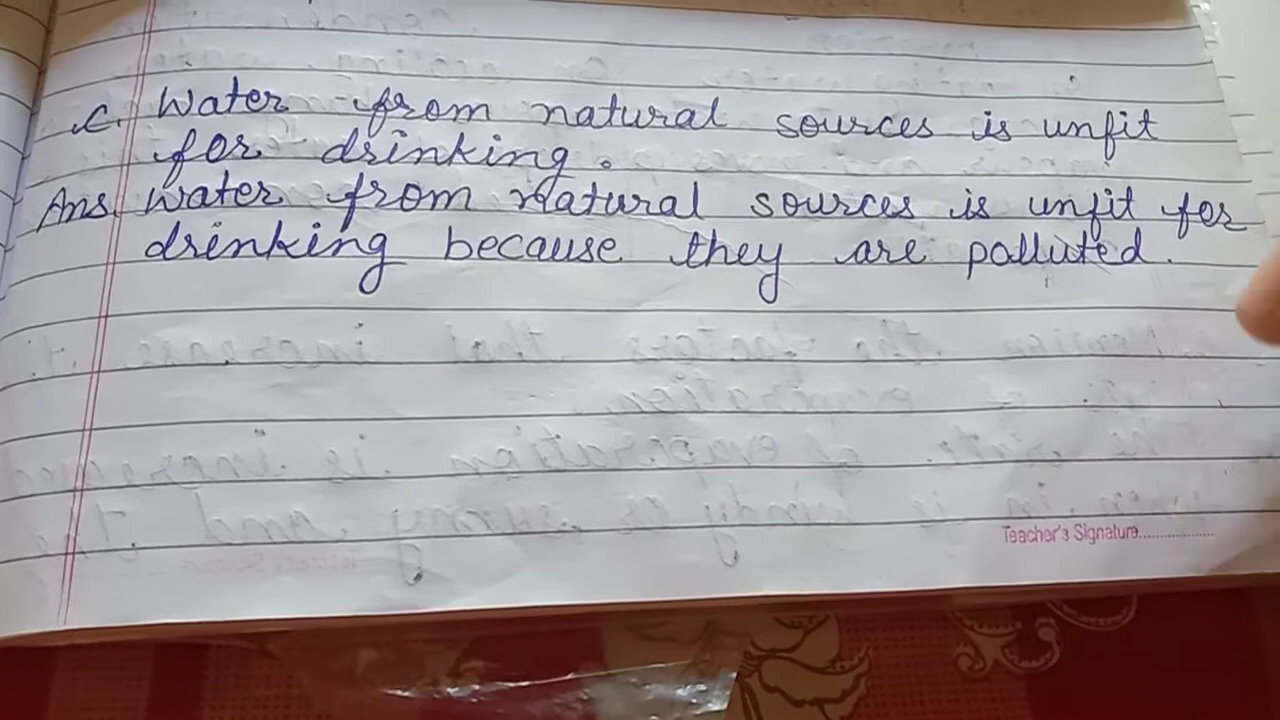 c. Water from natural sources is unfit
for drinking.
Ans. Water from natural sources is unfit for
drinking because they are polluted.
Teacher's Signature....................